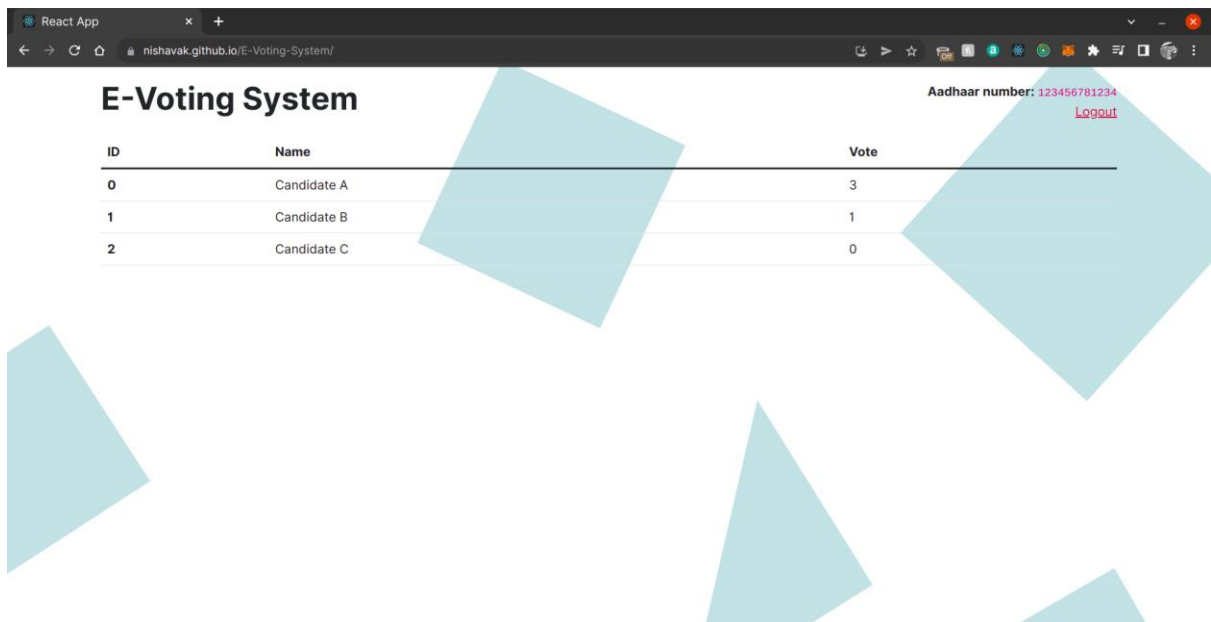 React App
nishavak.github.io/E-Voting-System/
Off
E-Voting System
Aadhaar number: 123456781234
Logout
ID Name Vote
0 Candidate A 3
1 Candidate B 1
2 Candidate C 0